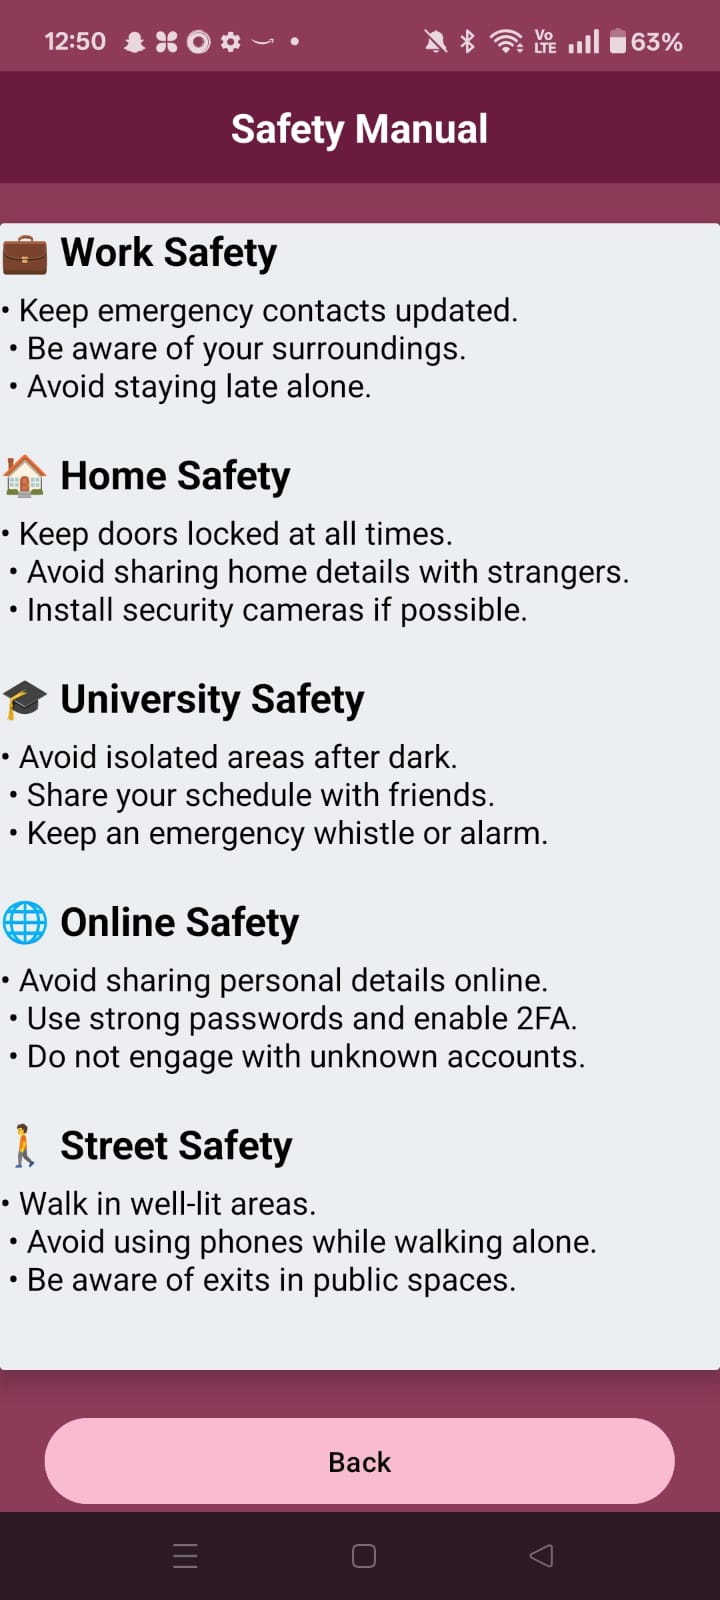 12:50 Vo LTE 63%
Safety Manual
💼 Work Safety
• Keep emergency contacts updated.
• Be aware of your surroundings.
• Avoid staying late alone.
🏠 Home Safety
• Keep doors locked at all times.
• Avoid sharing home details with strangers.
• Install security cameras if possible.
🎓 University Safety
• Avoid isolated areas after dark.
• Share your schedule with friends.
• Keep an emergency whistle or alarm.
🌐 Online Safety
• Avoid sharing personal details online.
• Use strong passwords and enable 2FA.
• Do not engage with unknown accounts.
🚶 Street Safety
• Walk in well-lit areas.
• Avoid using phones while walking alone.
• Be aware of exits in public spaces.
Back